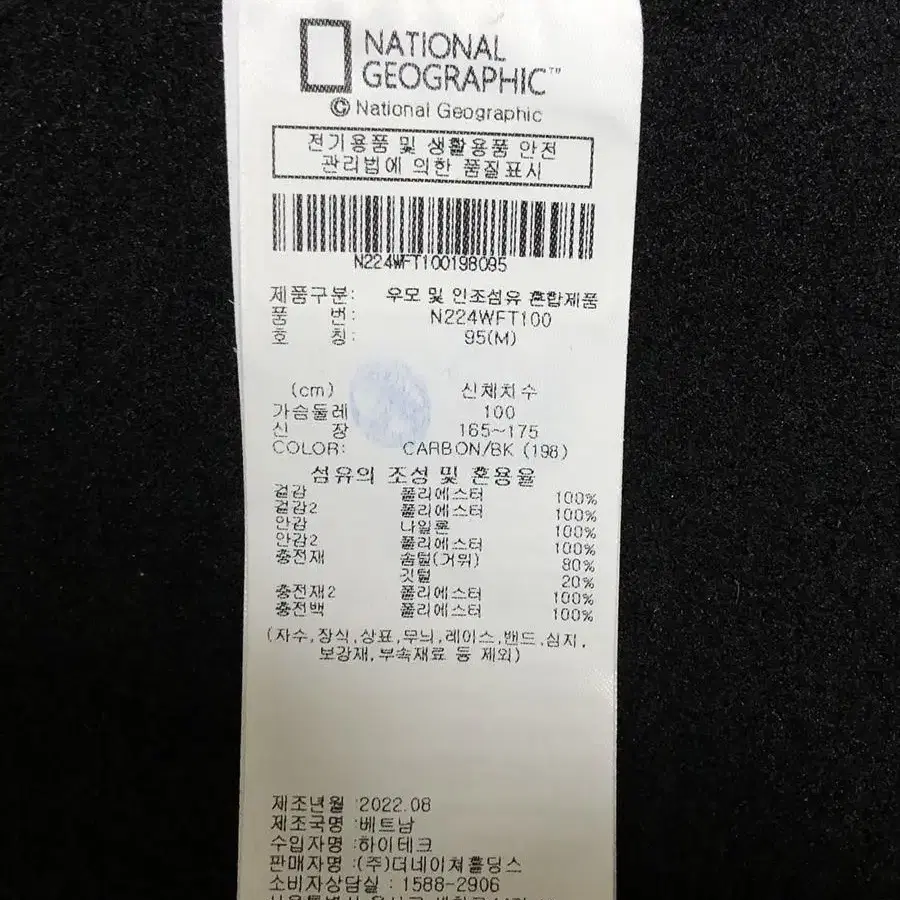 NATIONAL
GEOGRAPHIC™
© National Geographic
전기용품 및 생활용품 안전
관리법에 의한 품질표시
N224WFT100198095
제품구분: 우모 및 인조섬유 혼합제품
품 번: N224WFT100
호 칭: 95(M)
(cm) 신체치수
가슴둘레 100
신 장 165~175
COLOR: CARBON/BK (198)
섬유의 조성 및 혼용율
겉감 폴리에스터 100%
겉감2 폴리에스터 100%
안감 나일론 100%
안감2 폴리에스터 100%
충전재 솜털(거위) 80%
깃털 20%
충전재2 폴리에스터 100%
충전백 폴리에스터 100%
(자수,장식,상표,무늬,레이스,밴드,심지,
보강재,부속재료 등 제외)
제조년월 :2022.08
제조국명 :베트남
수입자명 :하이테크
판매자명 :(주)더네이쳐홀딩스
소비자상담실 : 1588-2906